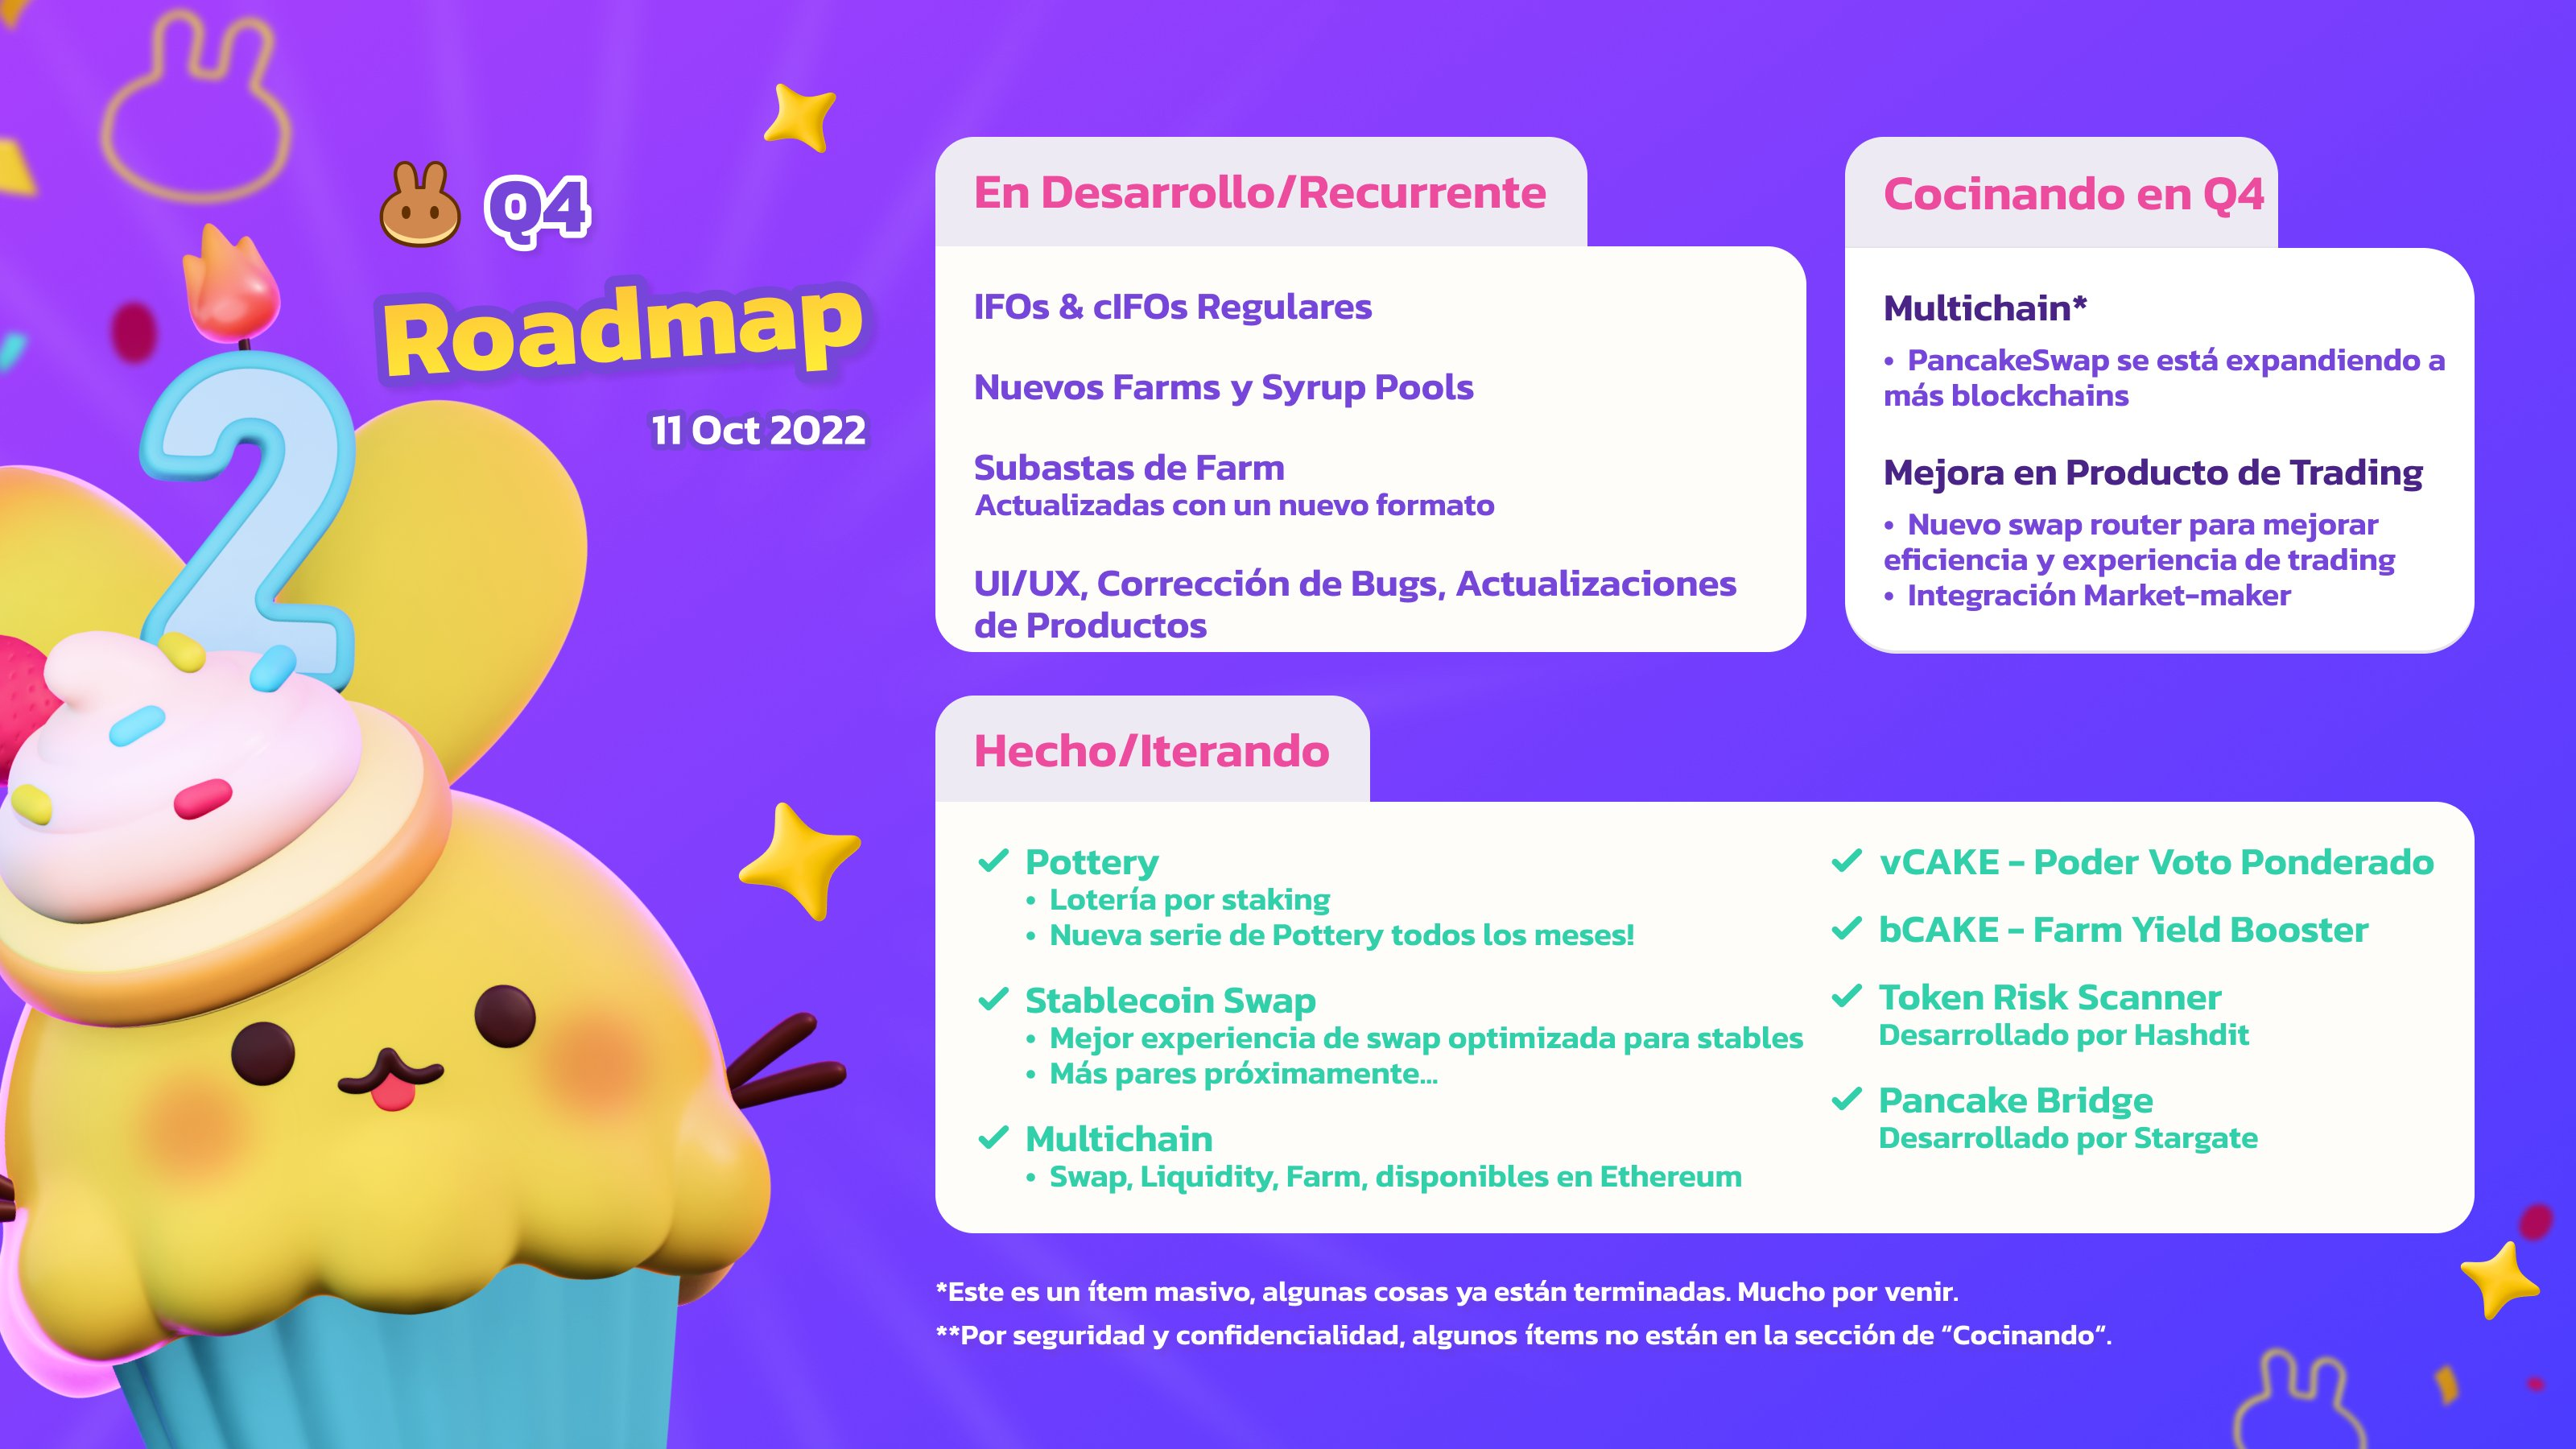 Q4
Roadmap
11 Oct 2022
En Desarrollo/Recurrente
IFOs & cIFOs Regulares
Nuevos Farms y Syrup Pools
Subastas de Farm
Actualizadas con un nuevo formato
UI/UX, Corrección de Bugs, Actualizaciones
de Productos
Cocinando en Q4
Multichain*
• PancakeSwap se está expandiendo a
más blockchains
Mejora en Producto de Trading
• Nuevo swap router para mejorar
eficiencia y experiencia de trading
• Integración Market-maker
Hecho/Iterando
Pottery
• Lotería por staking
• Nueva serie de Pottery todos los meses!
Stablecoin Swap
• Mejor experiencia de swap optimizada para stables
• Más pares próximamente...
Multichain
• Swap, Liquidity, Farm, disponibles en Ethereum
vCAKE - Poder Voto Ponderado
bCAKE - Farm Yield Booster
Token Risk Scanner
Desarrollado por Hashdit
Pancake Bridge
Desarrollado por Stargate
*Este es un ítem masivo, algunas cosas ya están terminadas. Mucho por venir.
**Por seguridad y confidencialidad, algunos ítems no están en la sección de “Cocinando“.
2